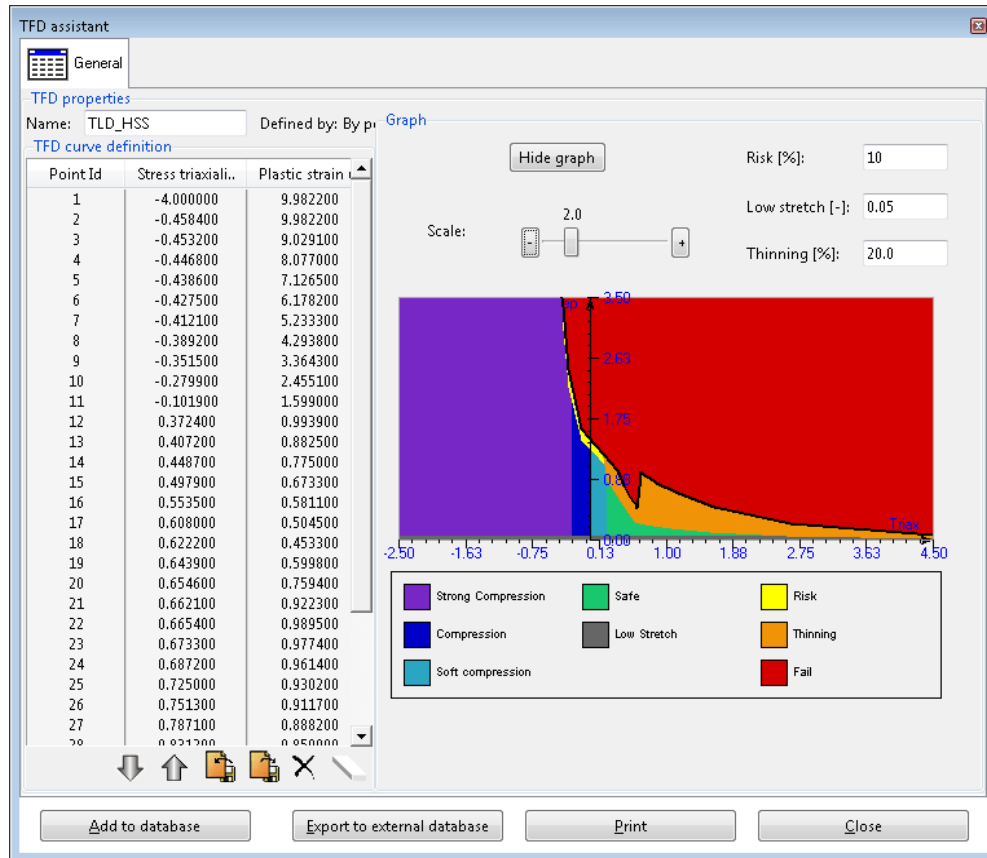 TFD assistant
General
TFD properties
Name: TLD_HSS Defined by: By p
TFD curve definition
Point Id Stress triaxiali.. Plastic strain
1 -4.000000 9.982200
2 -0.458400 9.982200
3 -0.453200 9.029100
4 -0.446800 8.077000
5 -0.438600 7.126500
6 -0.427500 6.178200
7 -0.412100 5.233300
8 -0.389200 4.293800
9 -0.351500 3.364300
10 -0.279900 2.455100
11 -0.101900 1.599000
12 0.372400 0.993900
13 0.407200 0.882500
14 0.448700 0.775000
15 0.497900 0.673300
16 0.553500 0.581100
17 0.608000 0.504500
18 0.622200 0.453300
19 0.643900 0.599800
20 0.654600 0.759400
21 0.662100 0.922300
22 0.665400 0.989500
23 0.673300 0.977400
24 0.687200 0.961400
25 0.725000 0.930200
26 0.751300 0.911700
27 0.787100 0.888200
28 0.831200 0.850000
Graph
Hide graph
Risk [%]: 10
Low stretch [-]: 0.05
Thinning [%]: 20.0
Scale: - 2.0 +
3.50
2.63
1.75
0.88
0.00
Triax
-2.50 -1.63 -0.75 0.13 1.00 1.88 2.75 3.63 4.50
Strong Compression Safe Risk
Compression Low Stretch Thinning
Soft compression Fail
Add to database Export to external database Print Close